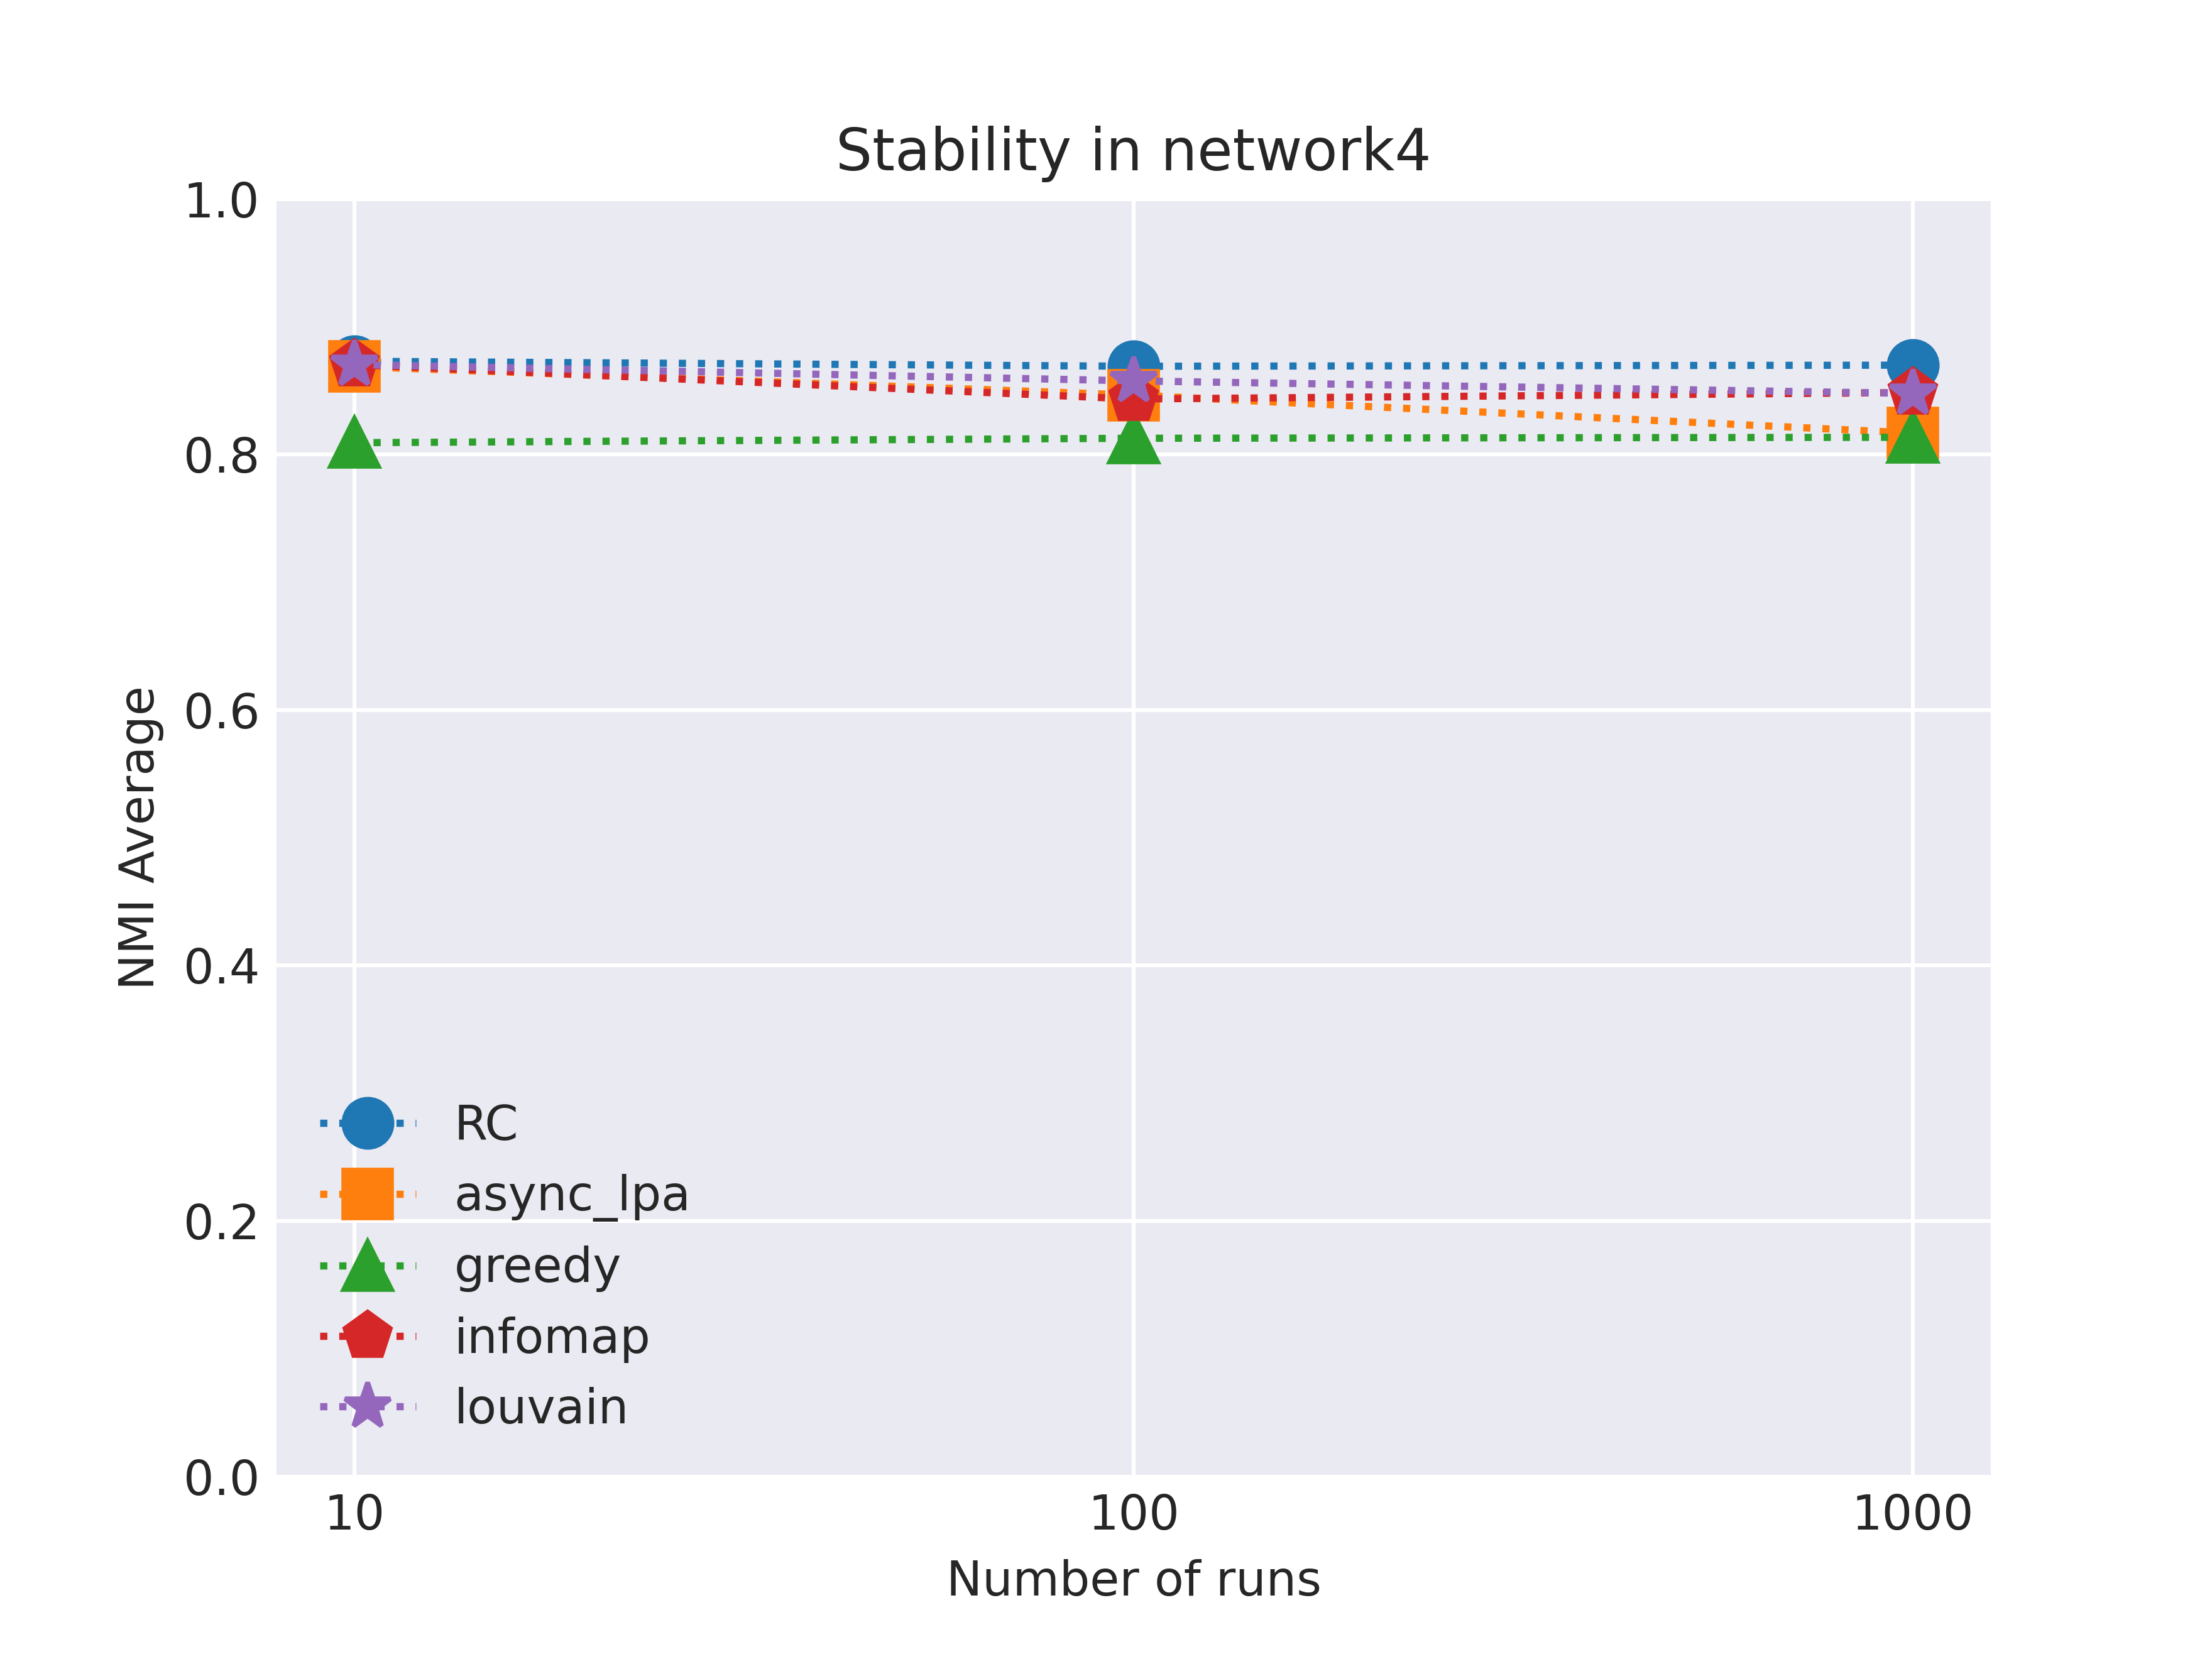 Stability in network4
1.0
0.8
0.6
0.4
0.2
0.0
NMI Average
RC
async_lpa
greedy
infomap
louvain
10 100 1000
Number of runs